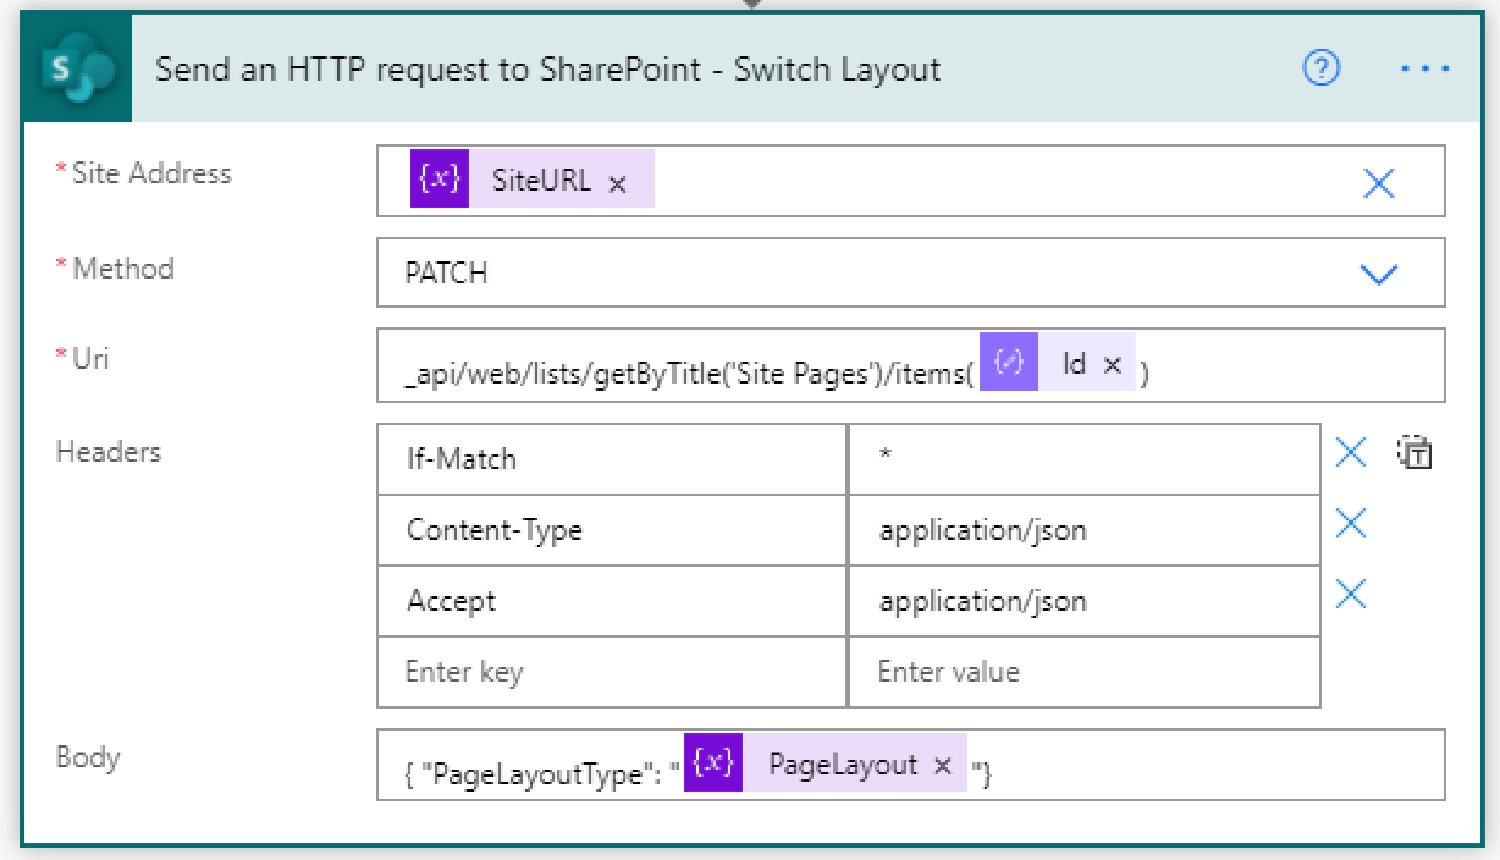 S Send an HTTP request to SharePoint - Switch Layout ? ...
* Site Address {x} SiteURL ×
* Method PATCH
* Uri _api/web/lists/getByTitle('Site Pages')/items( Id × )
Headers If-Match * T
Content-Type application/json
Accept application/json
Enter key Enter value
Body { "PageLayoutType": " {x} PageLayout × "}